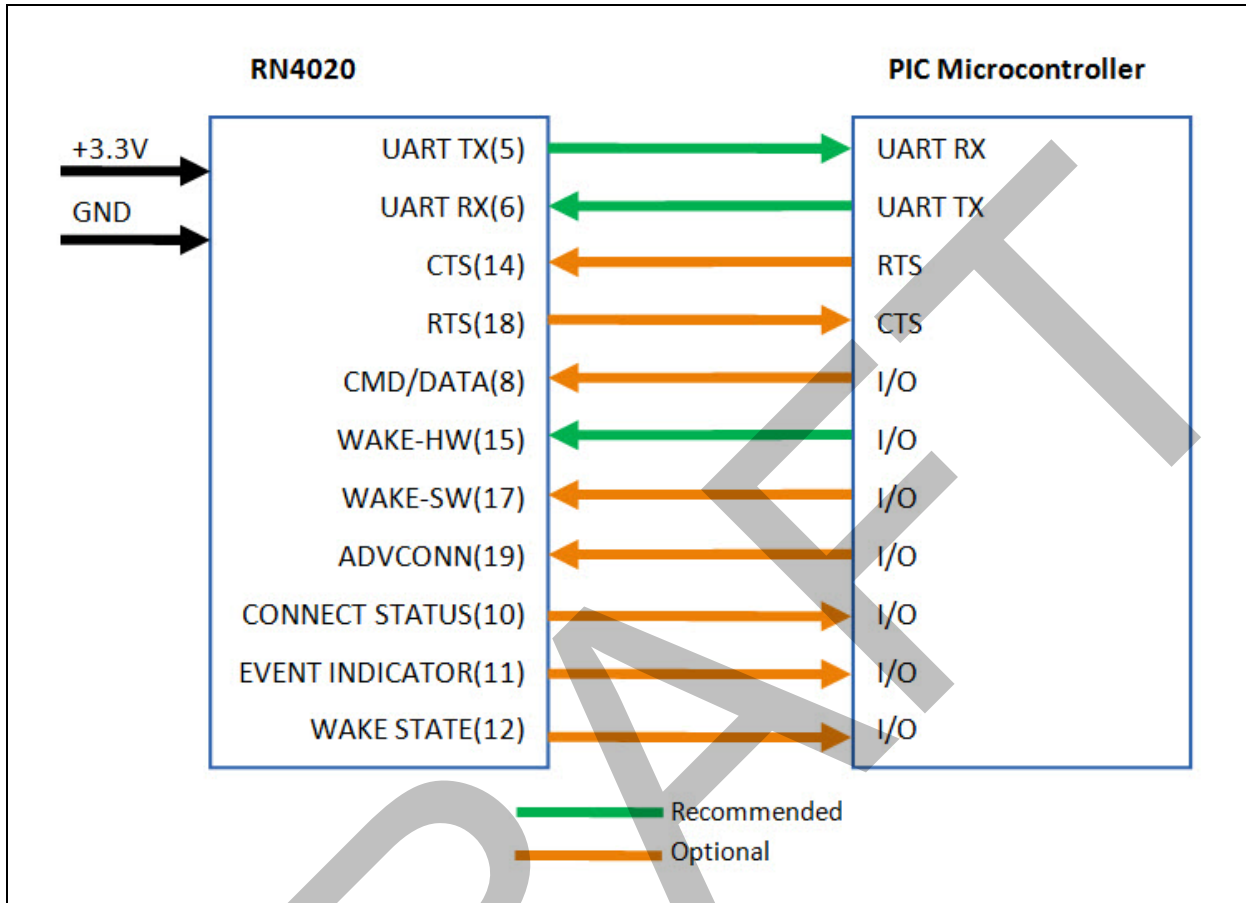 RN4020 PIC Microcontroller
+3.3V
GND
UART TX(5) UART RX
UART RX(6) UART TX
CTS(14) RTS
RTS(18) CTS
CMD/DATA(8) I/O
WAKE-HW(15) I/O
WAKE-SW(17) I/O
ADVCONN(19) I/O
CONNECT STATUS(10) I/O
EVENT INDICATOR(11) I/O
WAKE STATE(12) I/O
Recommended
Optional
RAFT